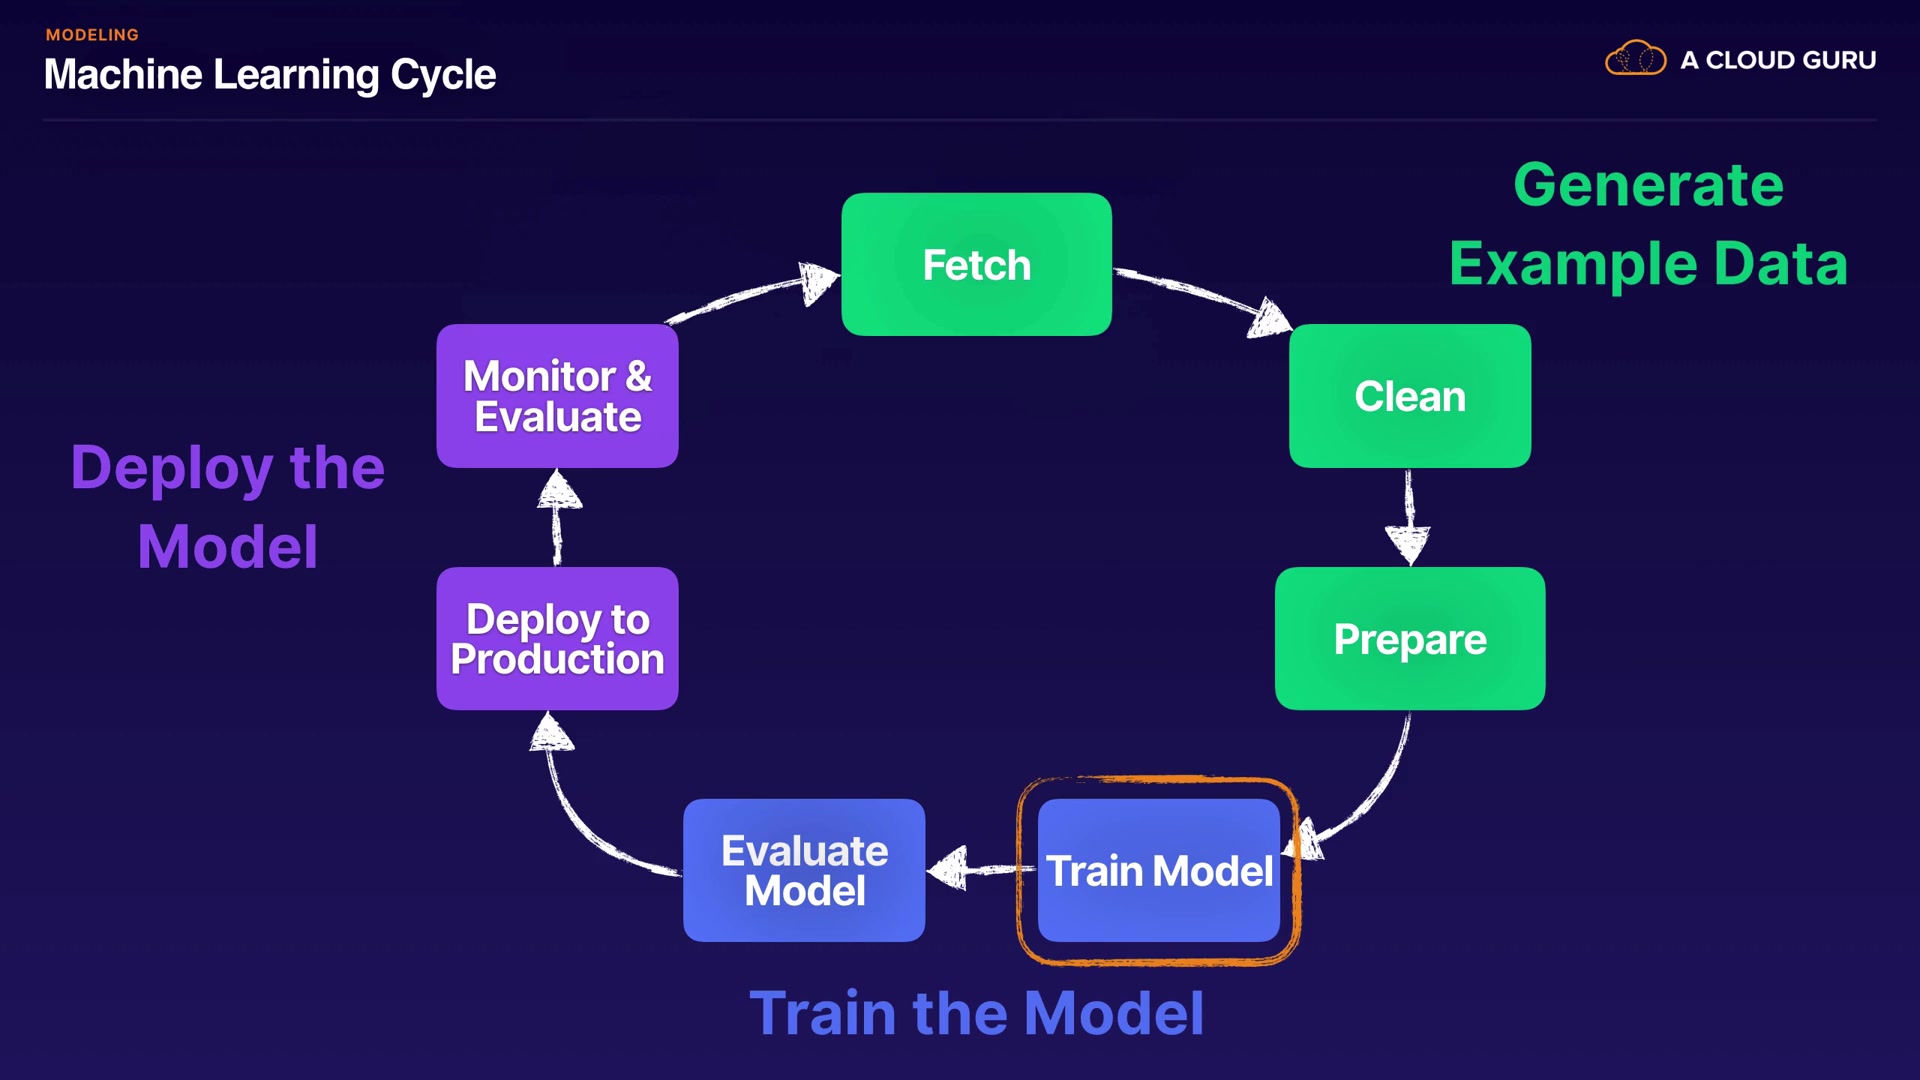 MODELING
Machine Learning Cycle
A CLOUD GURU
Generate
Example Data
Fetch
Clean
Prepare
Train Model
Evaluate
Model
Train the Model
Deploy to
Production
Monitor &
Evaluate
Deploy the
Model